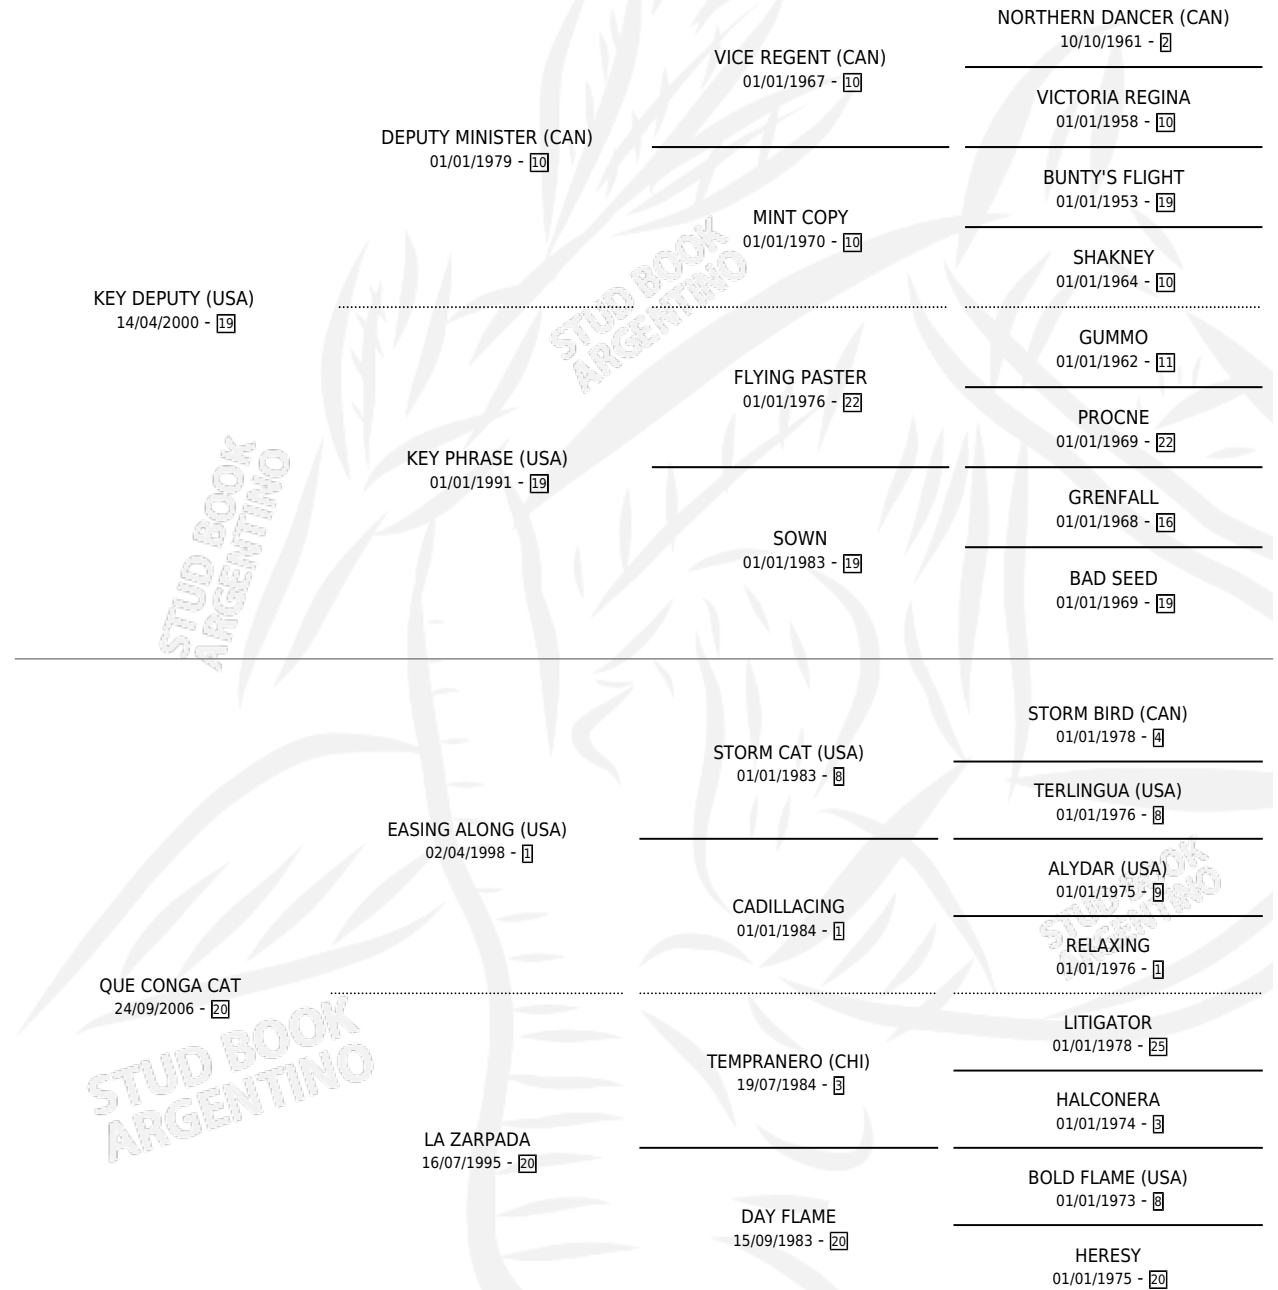 NORTHERN DANCER (CAN)
10/10/1961 - 2
VICE REGENT (CAN)
01/01/1967 - 10
VICTORIA REGINA
01/01/1958 - 10
DEPUTY MINISTER (CAN)
01/01/1979 - 10
BUNTY'S FLIGHT
01/01/1953 - 19
MINT COPY
01/01/1970 - 10
SHAKNEY
01/01/1964 - 10
KEY DEPUTY (USA)
14/04/2000 - 19
STUD BOOK
ARGENTINO
GUMMO
01/01/1962 - 11
FLYING PASTER
01/01/1976 - 22
PROCNE
01/01/1969 - 22
KEY PHRASE (USA)
01/01/1991 - 19
GRENFALL
01/01/1968 - 16
SOWN
01/01/1983 - 19
BAD SEED
01/01/1969 - 19
STUD BOOK
ARGENTINO
STORM BIRD (CAN)
01/01/1978 - 4
STORM CAT (USA)
01/01/1983 - 8
TERLINGUA (USA)
01/01/1976 - 8
EASING ALONG (USA)
02/04/1998 - 1
ALYDAR (USA)
01/01/1975 - 9
CADILLACING
01/01/1984 - 1
STUD BOOK
ARGENTINO
RELAXING
01/01/1976 - 1
QUE CONGA CAT
24/09/2006 - 20
STUD BOOK
ARGENTINO
LITIGATOR
01/01/1978 - 25
TEMPRANERO (CHI)
19/07/1984 - 3
HALCONERA
01/01/1974 - 3
LA ZARPADA
16/07/1995 - 20
BOLD FLAME (USA)
01/01/1973 - 8
DAY FLAME
15/09/1983 - 20
HERESY
01/01/1975 - 20